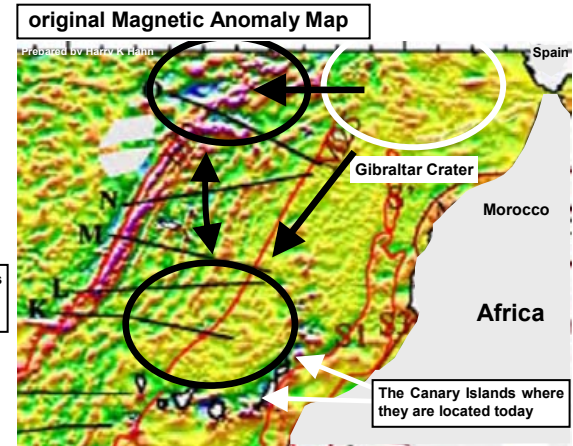 original Magnetic Anomaly Map
Prepared by Harry K Hahn
Spain
Gibraltar Crater
N
Morocco
M
S
L
K
Africa
S1
The Canary Islands where
they are located today